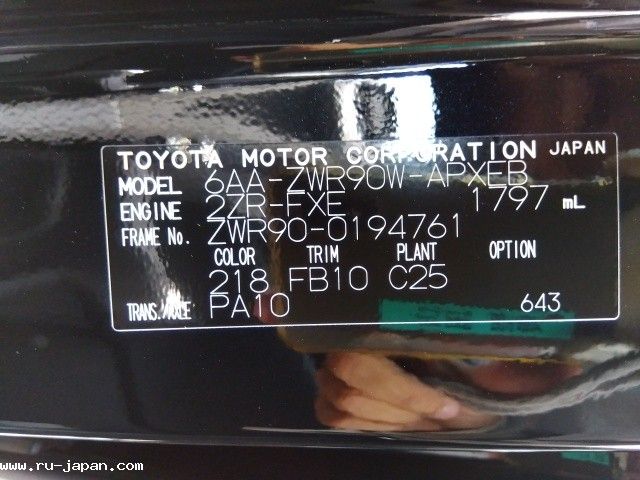 TOYOTA MOTOR CORPORATION JAPAN
MODEL 6AA-ZWR90W-APXEB
ENGINE 2ZR-FXE 1797 mL
FRAME No. ZWR90-0194761
COLOR TRIM PLANT OPTION
218 FB10 C25
TRANS./AXLE PA10 643
www.ru-japan.com